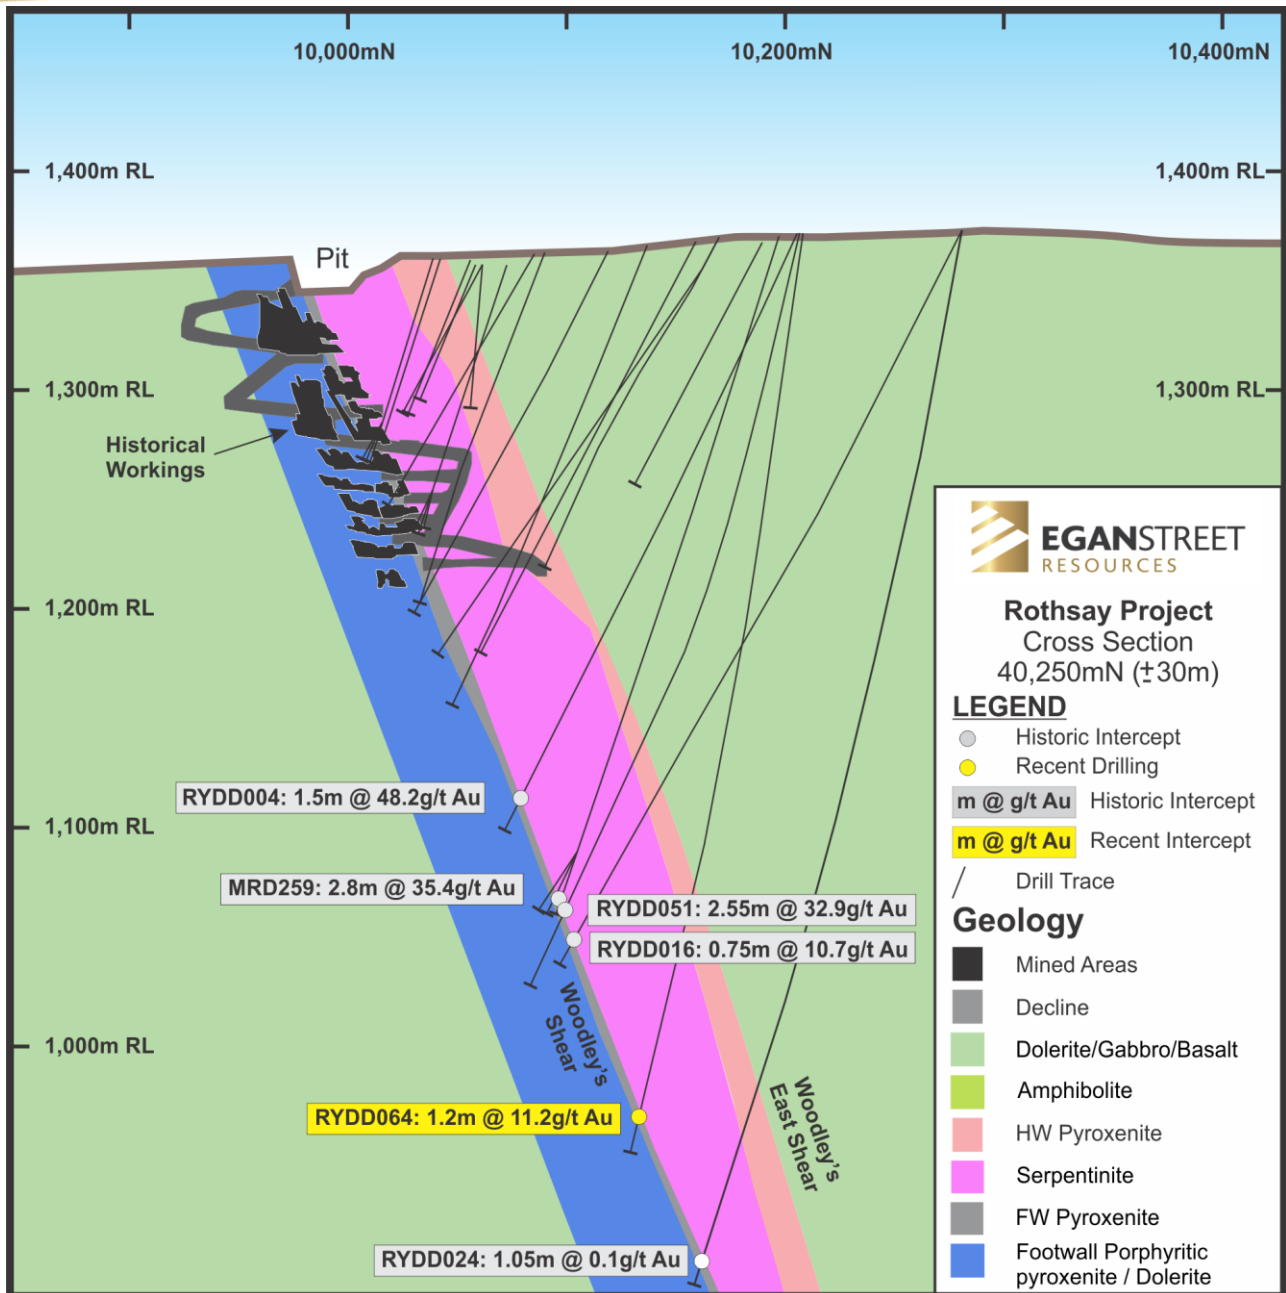 10,000mN
10,200mN
10,400mN
1,400m RL
1,400m RL
Pit
1,300m RL
1,300m RL
Historical
Workings
1,200m RL
RYDD004: 1.5m @ 48.2g/t Au
1,100m RL
MRD259: 2.8m @ 35.4g/t Au
RYDD051: 2.55m @ 32.9g/t Au
RYDD016: 0.75m @ 10.7g/t Au
Woodley's
Shear
1,000m RL
RYDD064: 1.2m @ 11.2g/t Au
Woodley's
East Shear
RYDD024: 1.05m @ 0.1g/t Au
EGANSTREET
RESOURCES
Rothsay Project
Cross Section
40,250mN (±30m)
LEGEND
Historic Intercept
Recent Drilling
m @ g/t Au Historic Intercept
m @ g/t Au Recent Intercept
Drill Trace
Geology
Mined Areas
Decline
Dolerite/Gabbro/Basalt
Amphibolite
HW Pyroxenite
Serpentinite
FW Pyroxenite
Footwall Porphyritic
pyroxenite / Dolerite